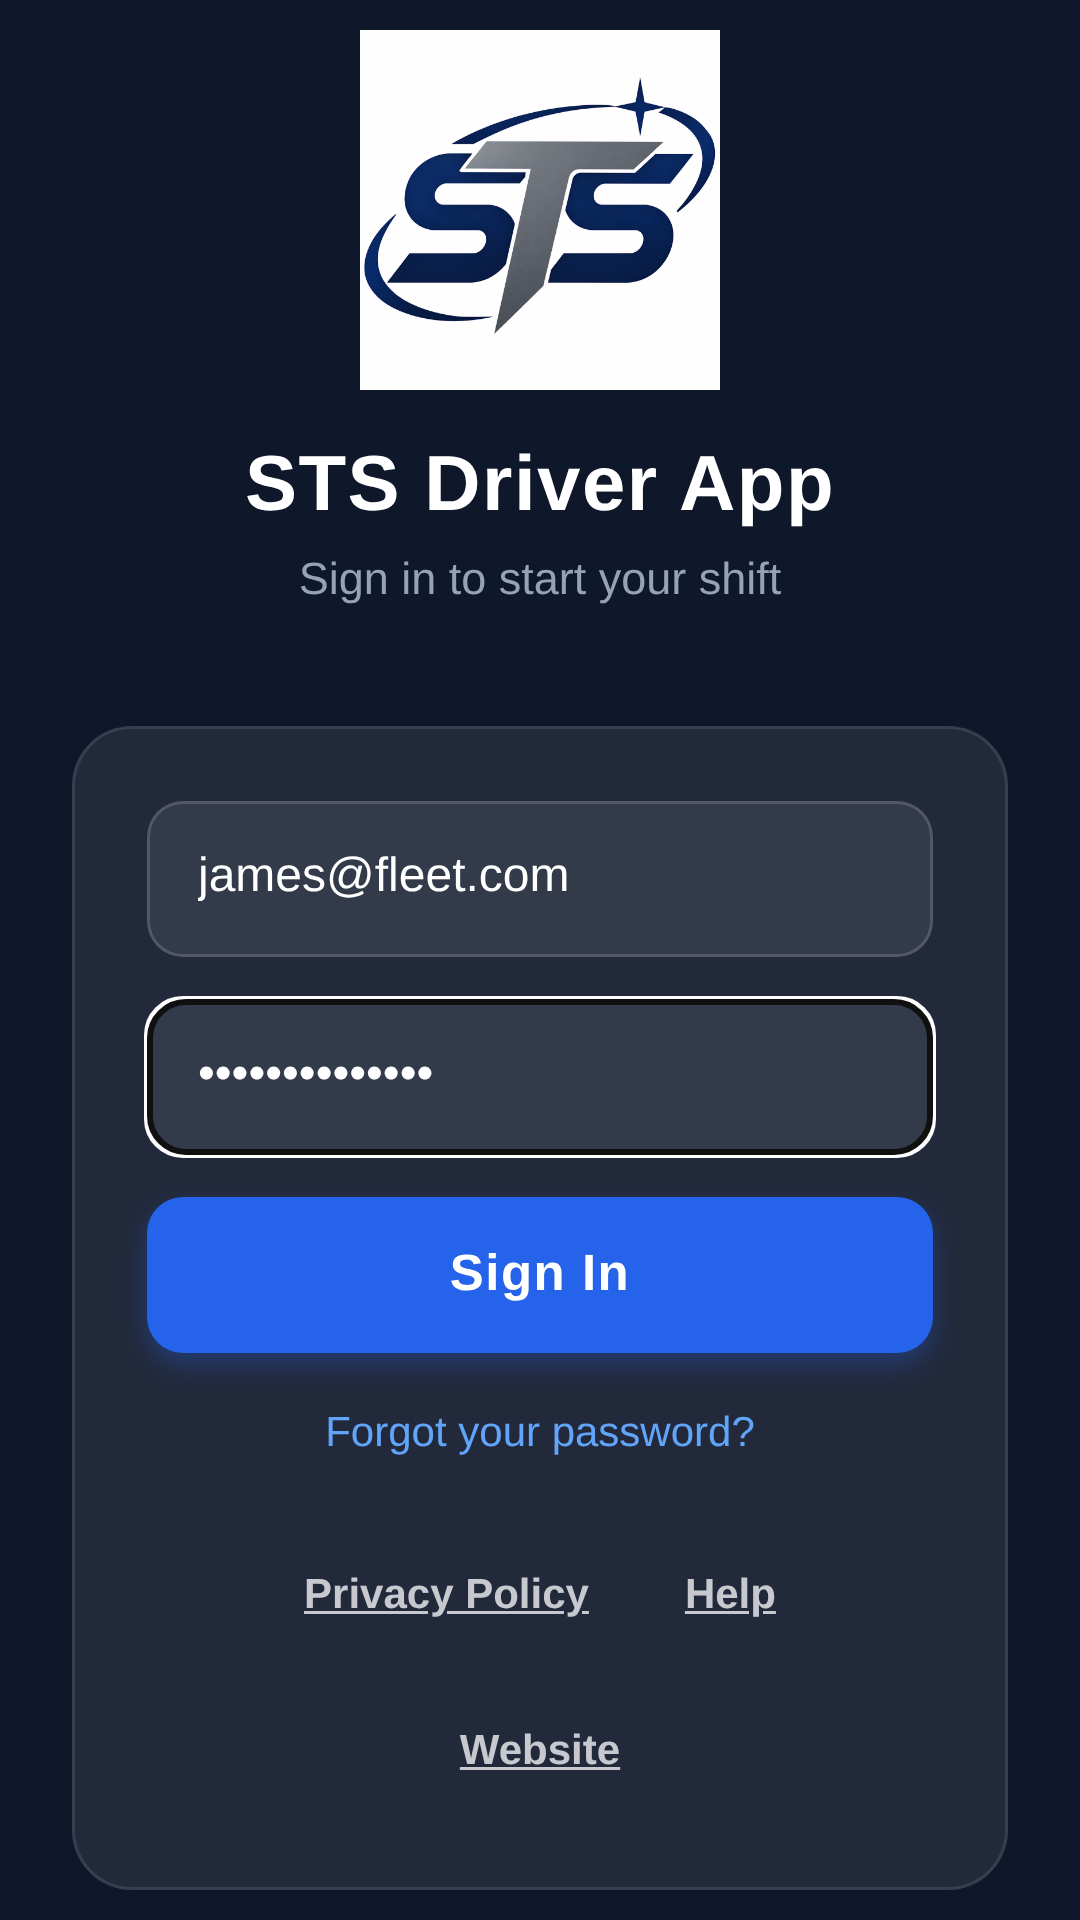 STS
STS Driver App
Sign in to start your shift
james@fleet.com
••••••••••••••
Sign In
Forgot your password?
Privacy Policy Help
Website